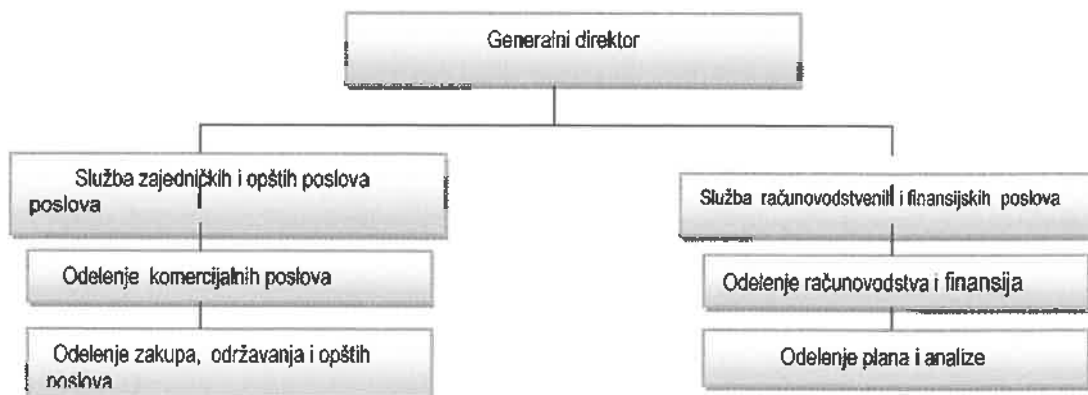 Generalni direktor
Služba zajedničkih i opštih poslova
poslova
Služba računovodstvenih i finansijskih poslova
Odelenje komercijalnih poslova
Odelenje računovodstva i finansija
Odelenje zakupa, održavanja i opštih
poslova
Odelenje plana i analize